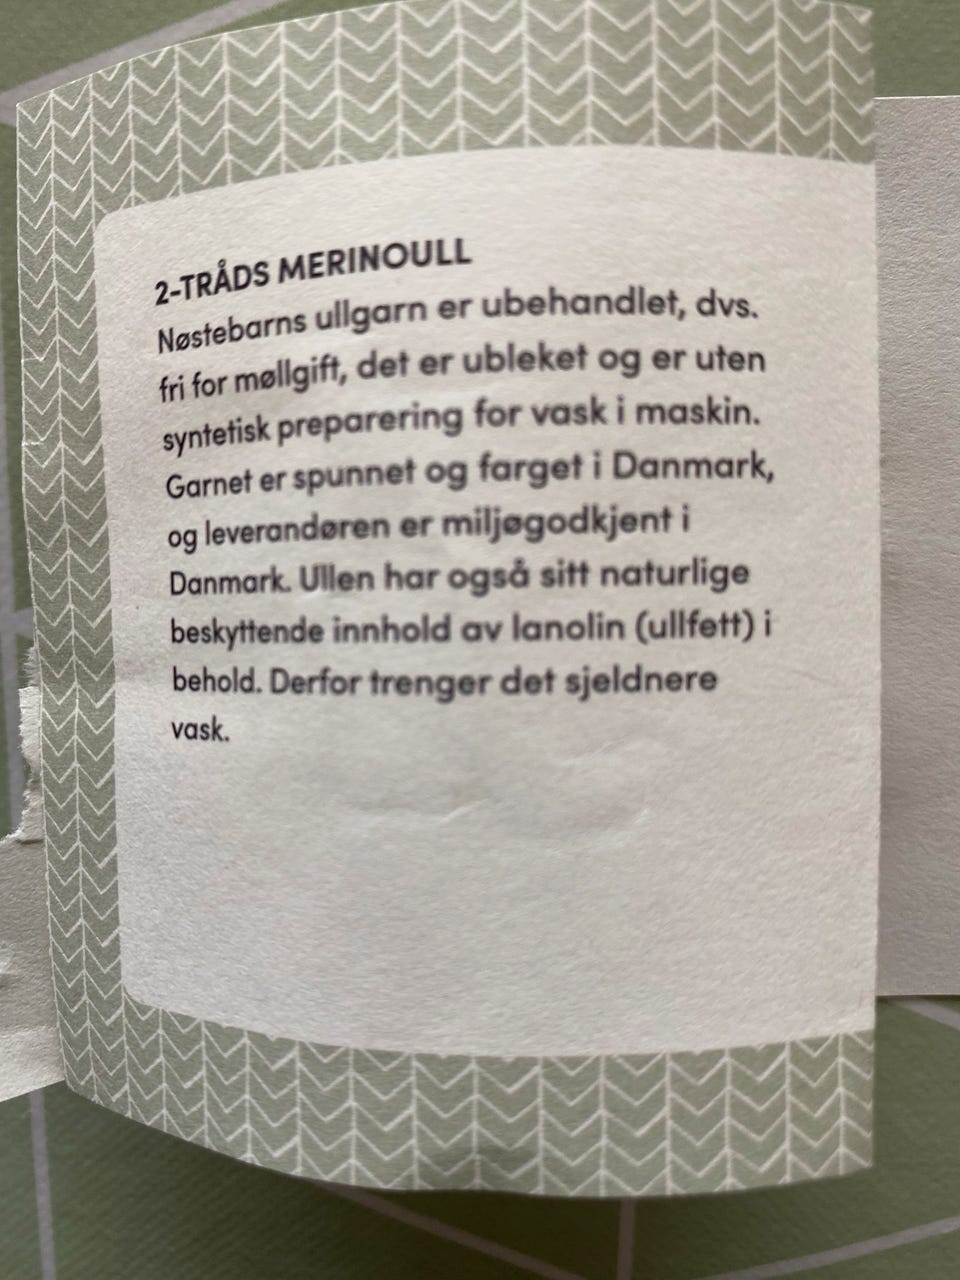 2-TRÅDS MERINOULL
Nøstebarns ullgarn er ubehandlet, dvs.
fri for møllgift, det er ubleket og er uten
syntetisk preparering for vask i maskin.
Garnet er spunnet og farget i Danmark,
og leverandøren er miljøgodkjent i
Danmark. Ullen har også sitt naturlige
beskyttende innhold av lanolin (ullfett) i
behold. Derfor trenger det sjeldnere
vask.